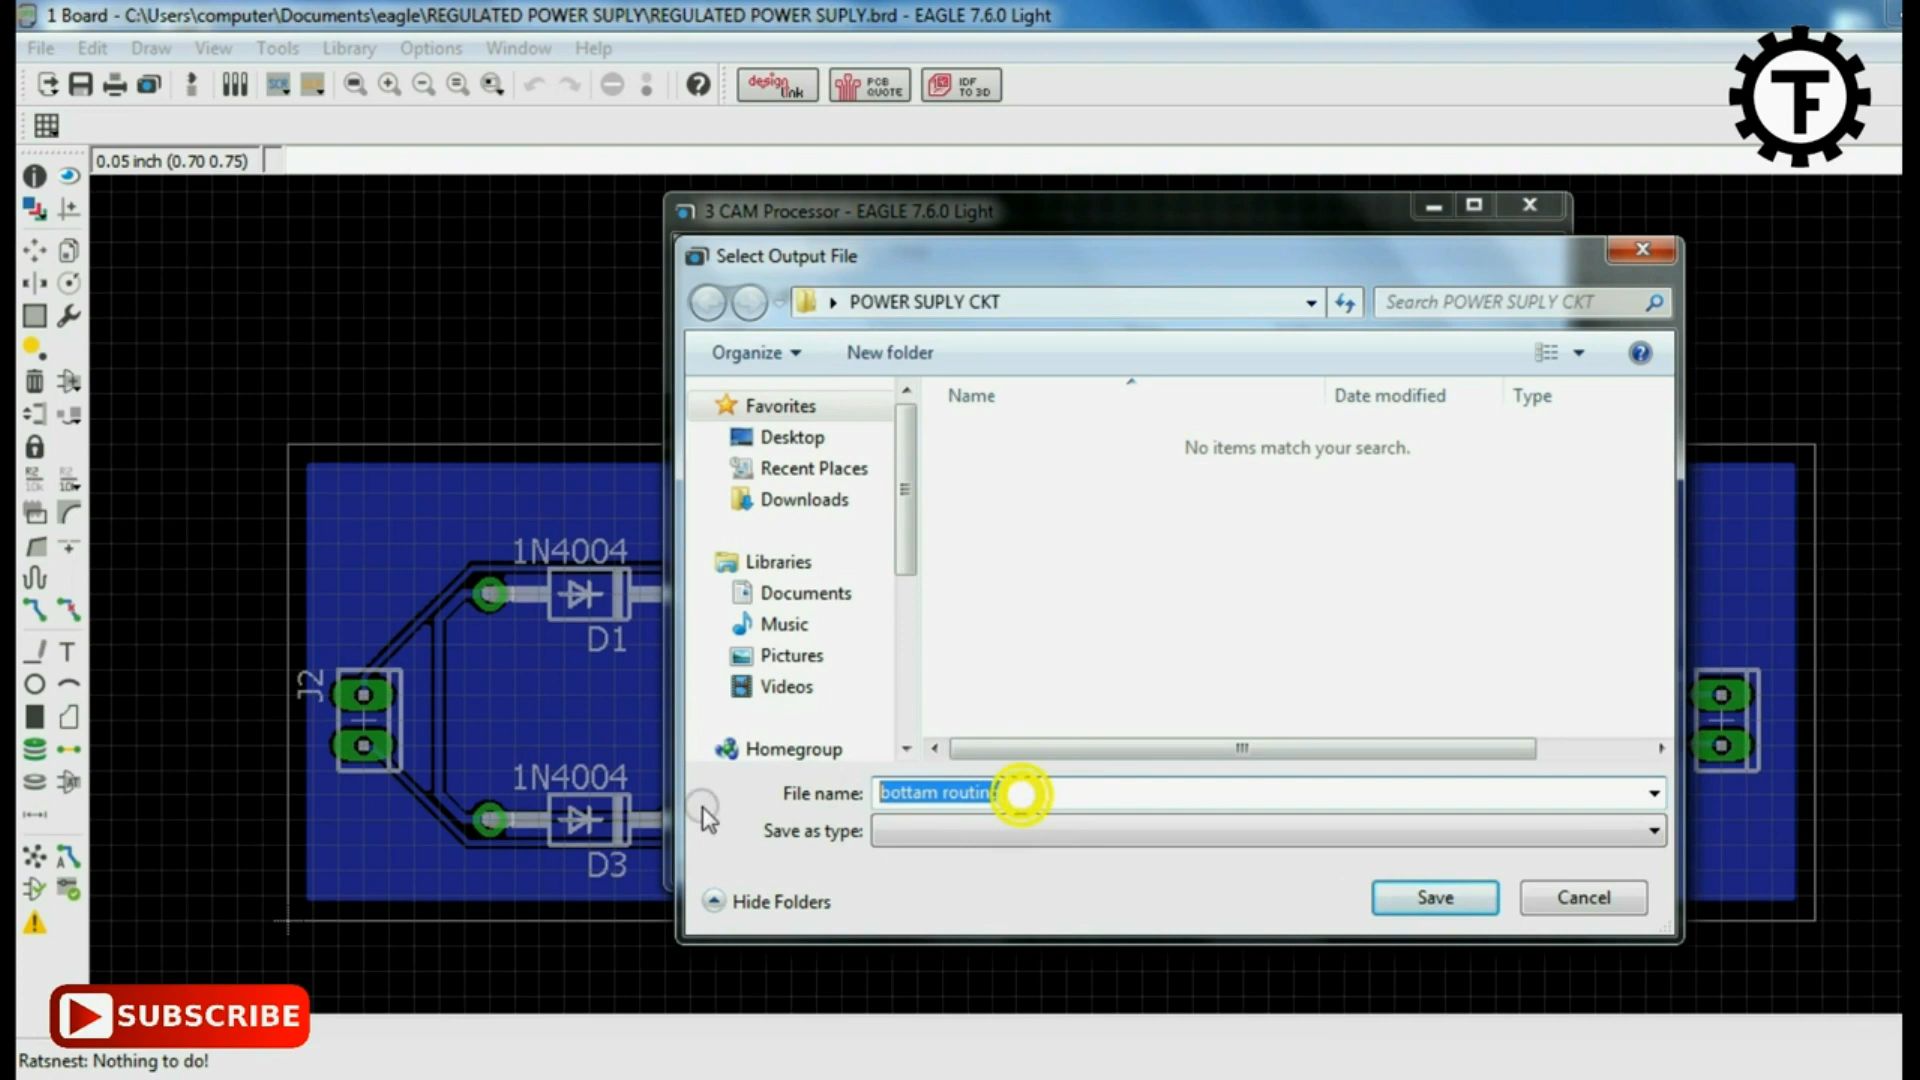 1 Board - C:\Users\computer\Documents\eagle\REGULATED POWER SUPLY\REGULATED POWER SUPLY.brd - EAGLE 7.6.0 Light
File Edit Draw View Tools Library Options Window Help
design link
PCB QUOTE
IDF TO 3D
TF
0.05 inch (0.70 0.75)
3 CAM Processor - EAGLE 7.6.0 Light
Select Output File
POWER SUPLY CKT
Search POWER SUPLY CKT
Organize
New folder
Name
Date modified
Type
No items match your search.
Favorites
Desktop
Recent Places
Downloads
Libraries
Documents
Music
Pictures
Videos
Homegroup
File name:
bottam routin
Save as type:
Hide Folders
Save
Cancel
1N4004
D1
J2
1N4004
D3
SUBSCRIBE
Ratsnest: Nothing to do!